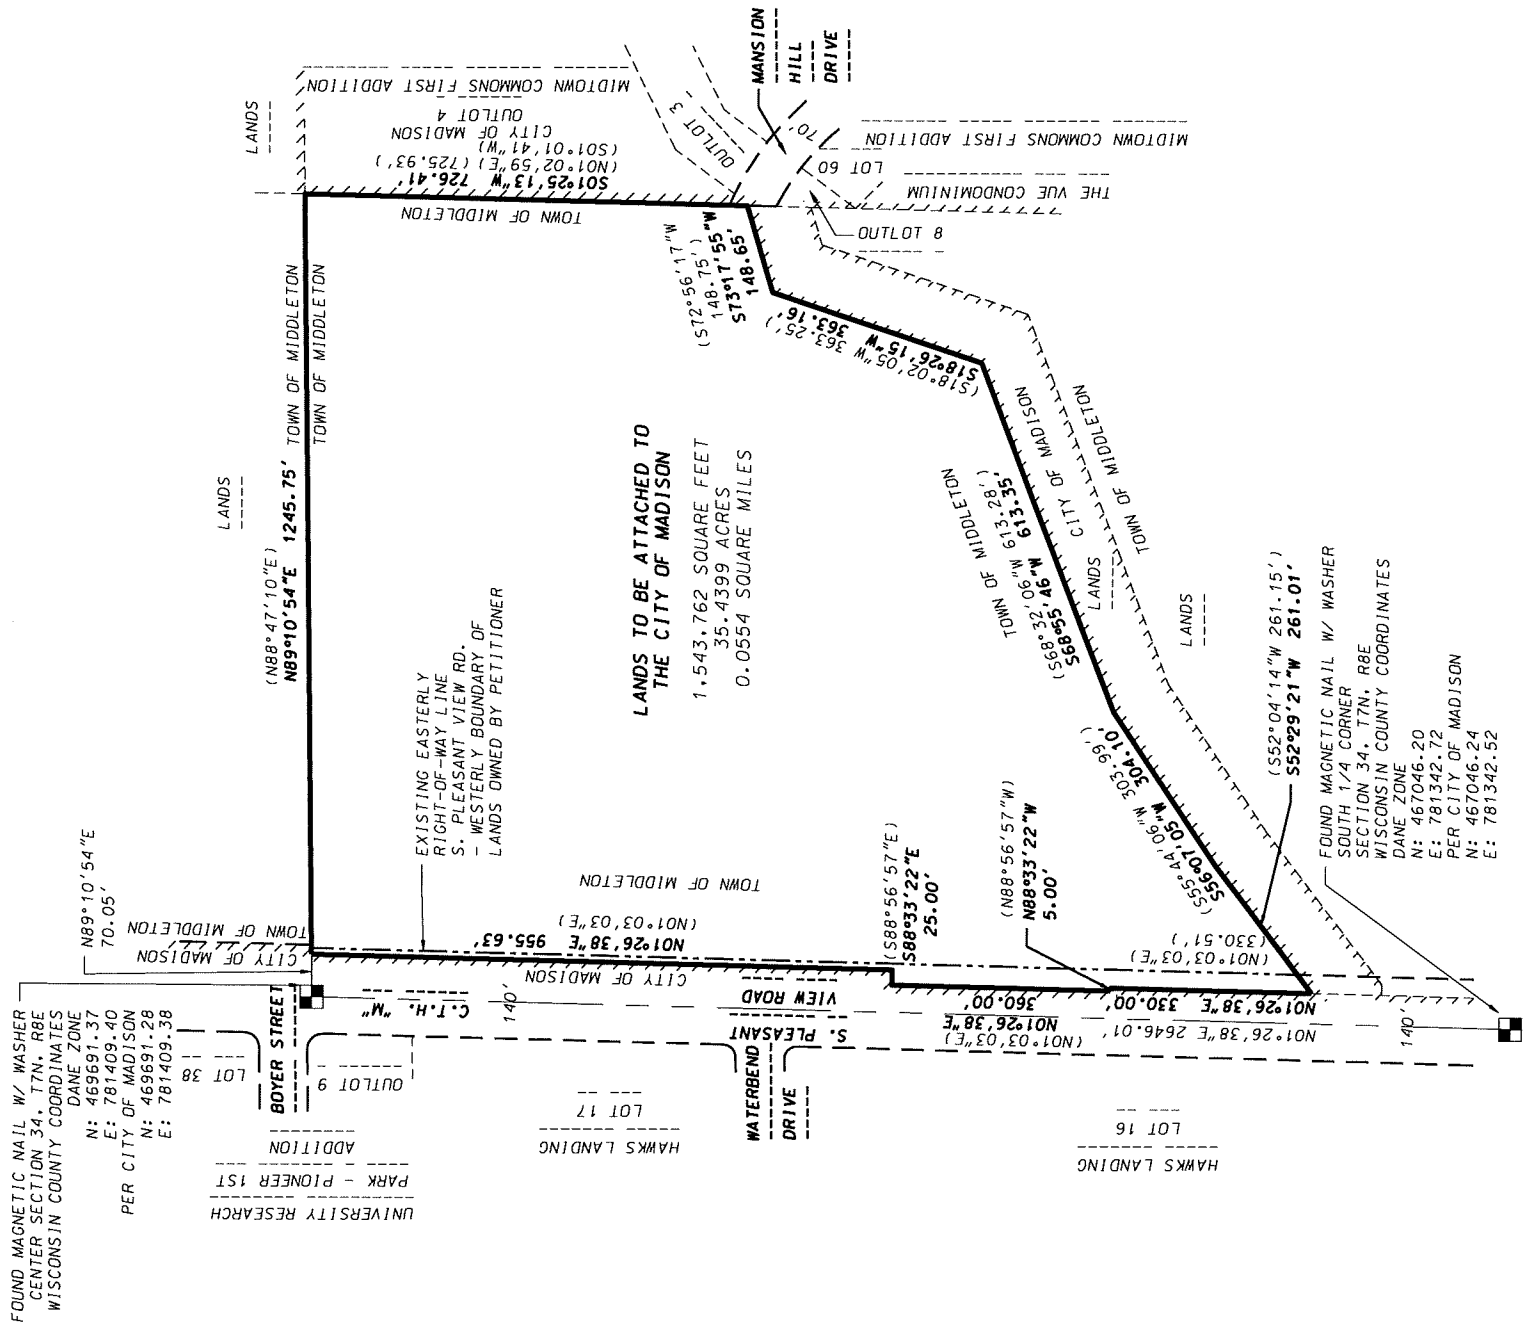 FOUND MAGNETIC NAIL W/ WASHER
CENTER SECTION 34, T7N, R8E
WISCONSIN COUNTY COORDINATES
DANE ZONE
N: 469691.37
E: 781409.40
PER CITY OF MADISON
N: 469691.28
E: 781409.38
N89°10'54"E
70.05'
TOWN OF MIDDLETON
CITY OF MADISON
LANDS
(N88°47'10"E)
N89°10'54"E 1245.75'
TOWN OF MIDDLETON
TOWN OF MIDDLETON
LANDS
MIDTOWN COMMONS FIRST ADDITION
OUTLOT 4
CITY OF MADISON
(S01°01'41"W)
(N01°02'59"E) (725.93')
S01°25'13"W 726.41'
TOWN OF MIDDLETON
OUTLOT 3
MANSION
HILL
DRIVE
70'
MIDTOWN COMMONS FIRST ADDITION
LOT 60
THE VUE CONDOMINIUM
OUTLOT 8
(S72°56'17"W
148.75')
S73°17'55"W
148.65'
(S18°02'05"W 363.25')
S18°26'15"W
363.16'
LANDS TO BE ATTACHED TO
THE CITY OF MADISON
1,543,762 SQUARE FEET
35.4399 ACRES
0.0554 SQUARE MILES
EXISTING EASTERLY
RIGHT-OF-WAY LINE
S. PLEASANT VIEW RD.
- WESTERLY BOUNDARY OF
LANDS OWNED BY PETITIONER
TOWN OF MIDDLETON
(N01°03'03"E)
N01°26'38"E 955.63'
CITY OF MADISON
(S88°56'57"E)
S88°33'22"E
25.00'
(N88°56'57"W)
N88°33'22"W
5.00'
TOWN OF MIDDLETON
(S68°32'06"W 613.28')
S68°55'46"W 613.35'
CITY OF MADISON
LANDS
TOWN OF MIDDLETON
LANDS
(S55°44'06"W 303.99')
S56°07'05"W
304.10'
(S52°04'14"W 261.15')
S52°29'21"W 261.01'
(330.51')
(N01°03'03"E)
N01°26'38"E 330.00'
N01°26'38"E 2646.01'
360.00'
N01°26'38"E
(N01°03'03"E)
140'
VIEW ROAD
S. PLEASANT
C.T.H. "M"
140'
BOYER STREET
LOT 38
OUTLOT 9
UNIVERSITY RESEARCH
PARK - PIONEER 1ST
ADDITION
HAWKS LANDING
LOT 17
WATERBEND
DRIVE
HAWKS LANDING
LOT 16
FOUND MAGNETIC NAIL W/ WASHER
SOUTH 1/4 CORNER
SECTION 34, T7N, R8E
WISCONSIN COUNTY COORDINATES
DANE ZONE
N: 467046.20
E: 781342.72
PER CITY OF MADISON
N: 467046.24
E: 781342.52